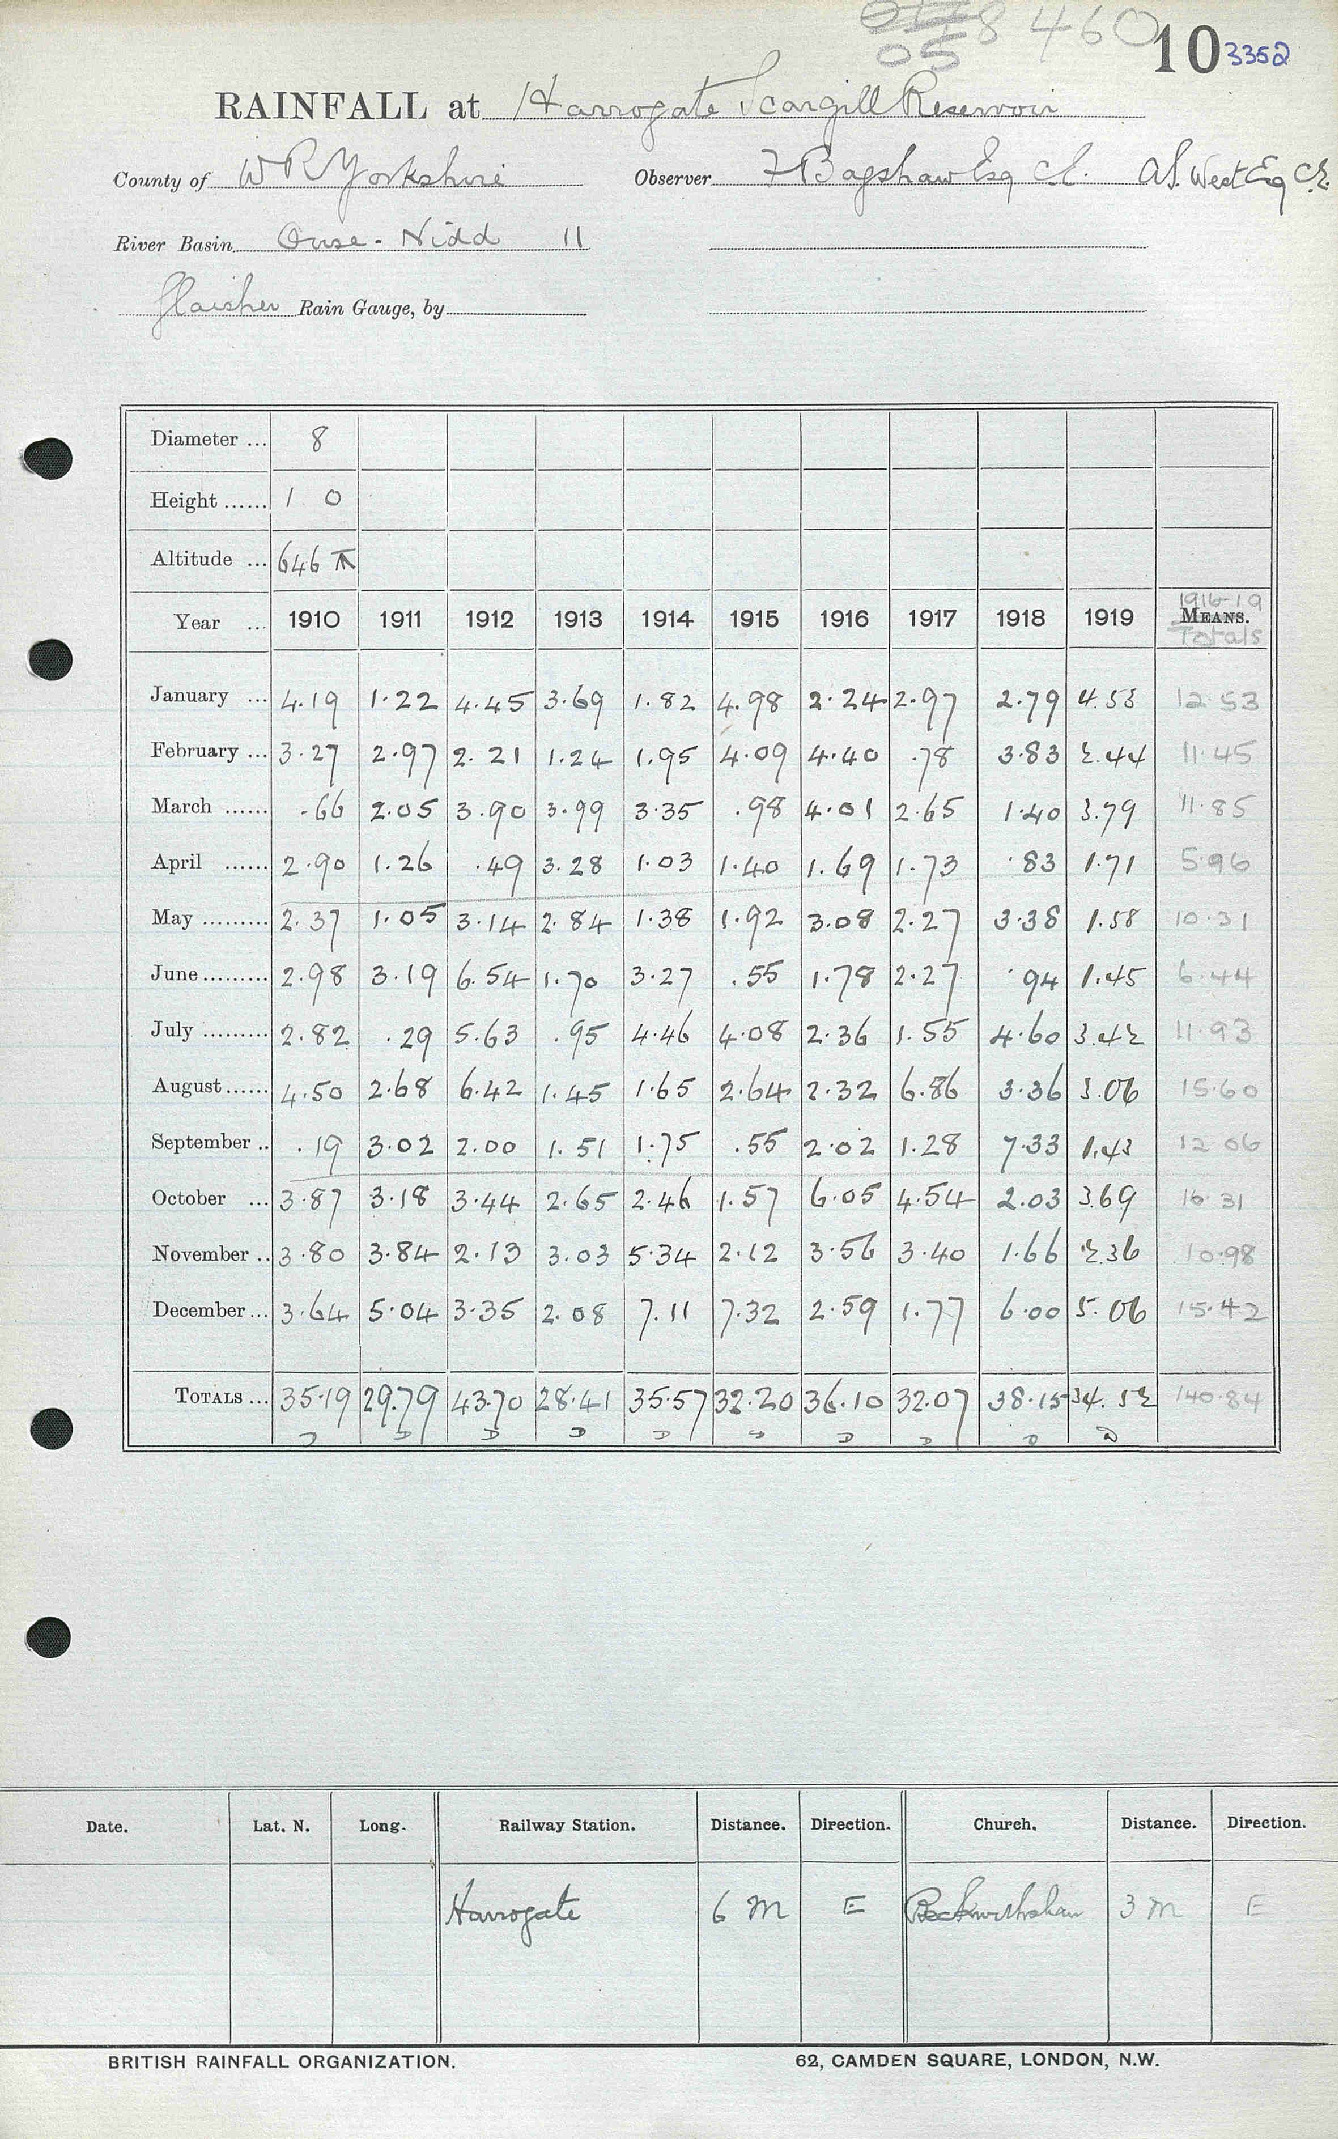 8460
05
10 3352
RAINFALL at Harrogate Scargill Reservoir
County of W R Yorkshire Observer F Bagshaw Esq C.E. A.S. West Esq C.E.
River Basin Ouse - Nidd 11
Glaisher Rain Gauge, by
Diameter ... 8
Height ...... 1 0
Altitude ... 646
Year ... 1910 1911 1912 1913 1914 1915 1916 1917 1918 1919 1916-19 MEANS. Totals
January ... 4.19 1.22 4.45 3.69 1.82 4.98 2.24 2.97 2.79 4.53 12.53
February ... 3.27 2.97 2.21 1.24 1.95 4.09 4.40 .78 3.83 2.44 11.45
March ...... .66 2.05 3.90 3.99 3.35 .98 4.01 2.65 1.40 3.79 11.85
April ...... 2.90 1.26 .49 3.28 1.03 1.40 1.69 1.73 .83 1.71 5.96
May ......... 2.37 1.05 3.14 2.84 1.38 1.92 3.08 2.27 3.38 1.58 10.31
June ......... 2.98 3.19 6.54 1.70 3.27 .55 1.78 2.27 .94 1.45 6.44
July ......... 2.82 .29 5.63 .95 4.46 4.08 2.36 1.55 4.60 3.42 11.93
August ...... 4.50 2.68 6.42 1.45 1.65 2.64 2.32 6.86 3.36 3.06 15.60
September .. .19 3.02 2.00 1.51 1.75 .55 2.02 1.28 7.33 1.43 12.06
October ... 3.87 3.18 3.44 2.65 2.46 1.57 6.05 4.54 2.03 3.69 16.31
November .. 3.80 3.84 2.13 3.03 5.34 2.12 3.56 3.40 1.66 2.36 10.98
December ... 3.64 5.04 3.35 2.08 7.11 7.32 2.59 1.77 6.00 5.06 15.42
TOTALS ... 35.19 29.79 43.70 28.41 35.57 32.20 36.10 32.07 38.15 34.52 140.84
Date. Lat. N. Long. Railway Station. Distance. Direction. Church. Distance. Direction.
Harrogate 6 m E Beckwithshaw 3 m E
BRITISH RAINFALL ORGANIZATION. 62, CAMDEN SQUARE, LONDON, N.W.